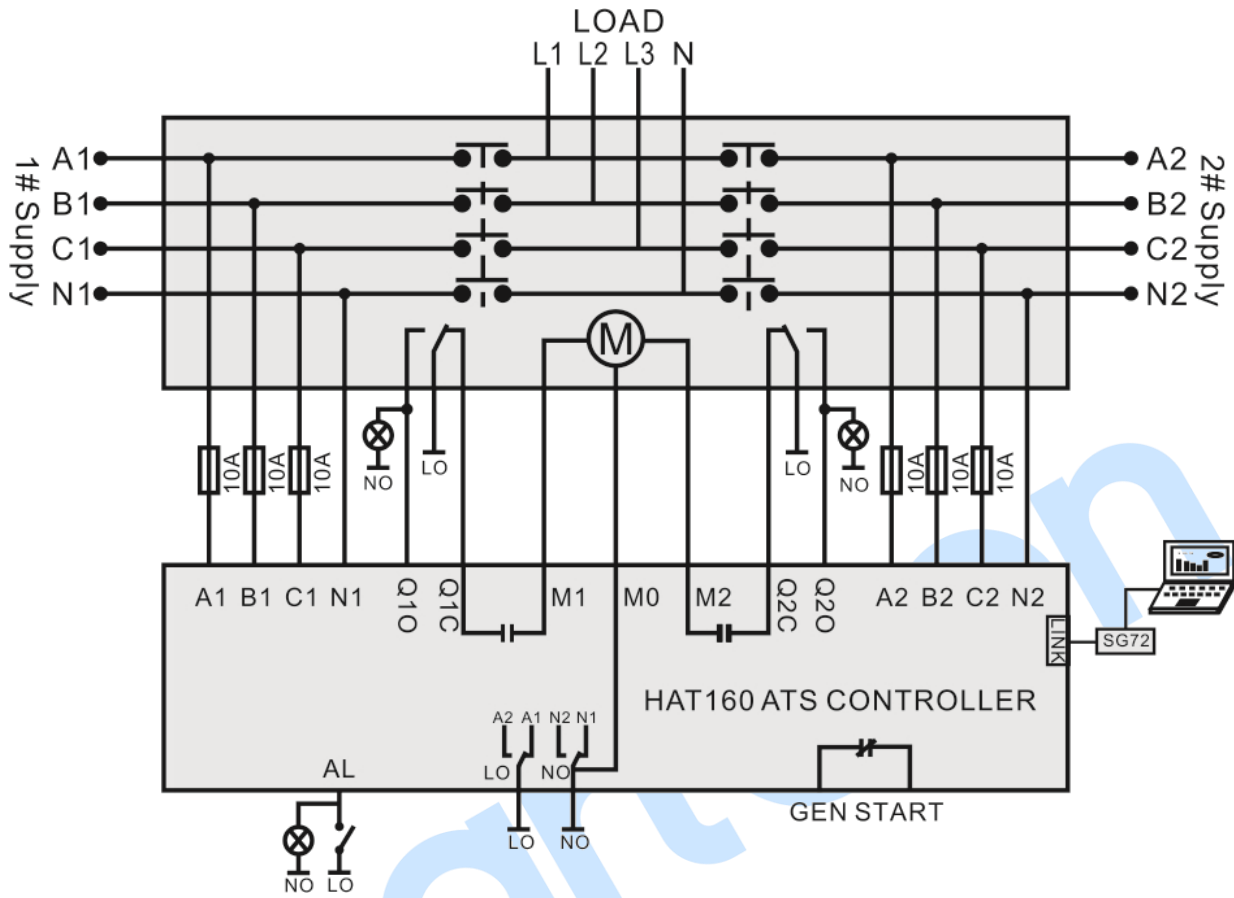 LOAD
L1 L2 L3 N
1# Supply
A1
B1
C1
N1
A2
B2
C2
N2
2# Supply
M
10A
10A
10A
NO
LO
LO
NO
10A
10A
10A
A1 B1 C1 N1 Q1O Q1C M1 M0 M2 Q2C Q2O A2 B2 C2 N2
LINK
SG72
HAT160 ATS CONTROLLER
A2 A1 N2 N1
LO NO
AL
GEN START
LO NO
NO LO